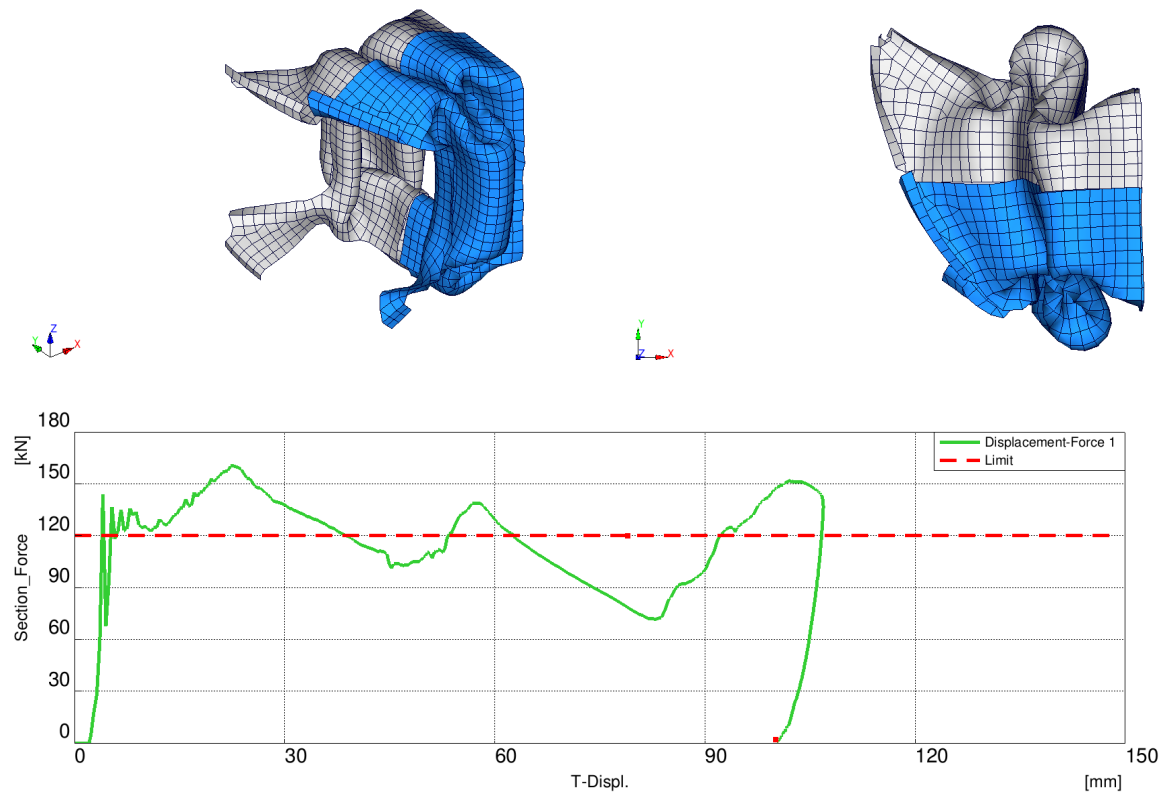 Z
Y
X
Y
Z
X
180
[kN]
150
120
90
60
30
0
Section_Force
Displacement-Force 1
Limit
0
30
60
90
120
150
T-Displ.
[mm]